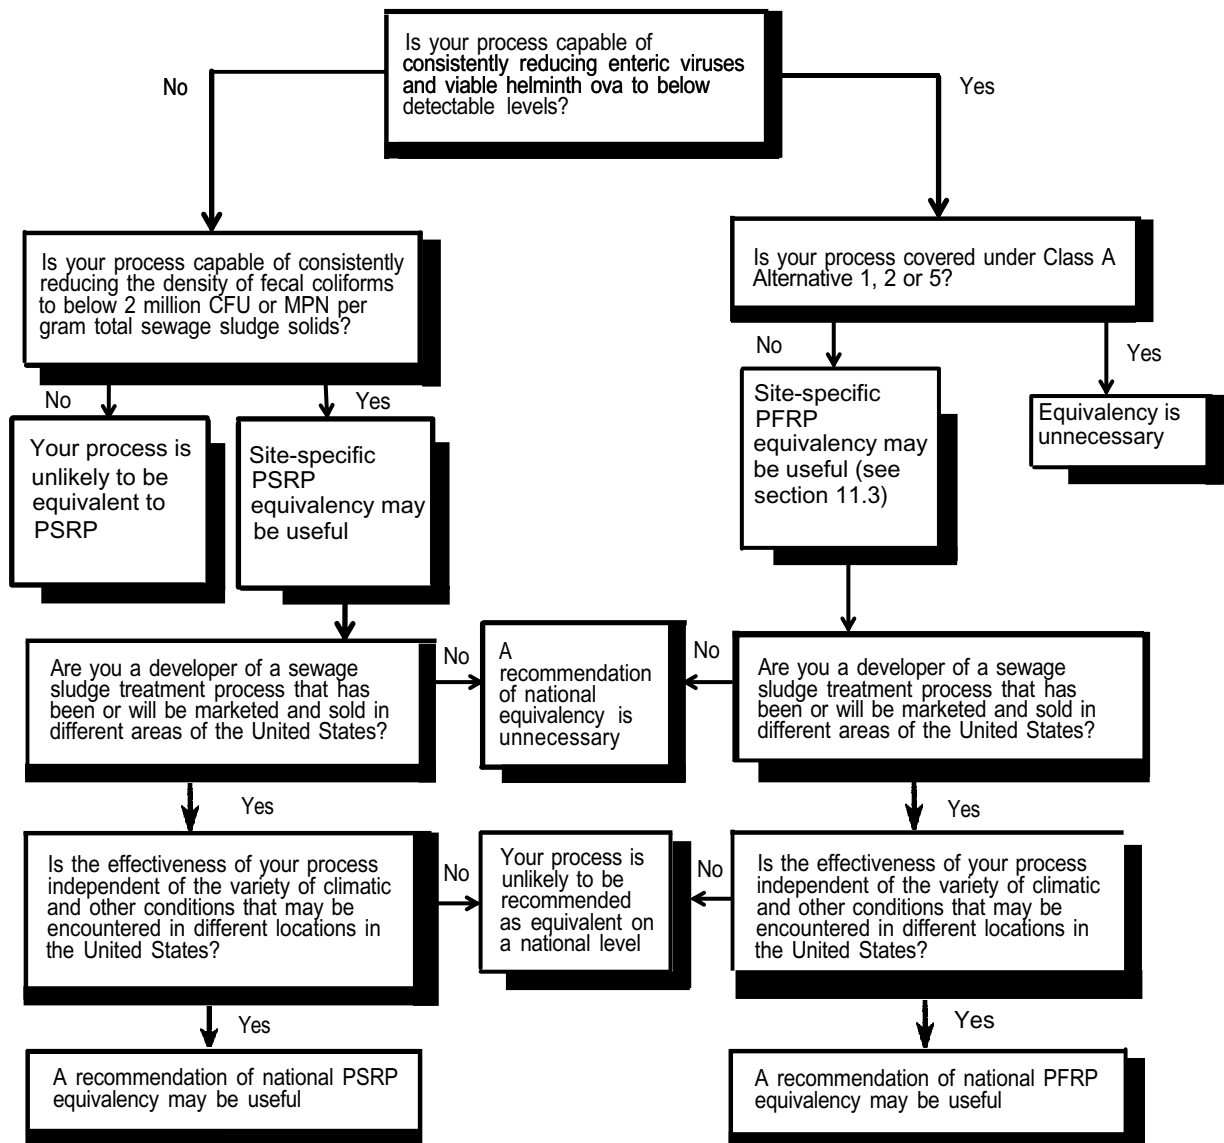 Is your process capable of
consistently reducing enteric viruses
and viable helminth ova to below
detectable levels?
No
Yes
Is your process capable of consistently
reducing the density of fecal coliforms
to below 2 million CFU or MPN per
gram total sewage sludge solids?
Is your process covered under Class A
Alternative 1, 2 or 5?
No
Yes
No
Yes
Your process is
unlikely to be
equivalent to
PSRP
Site-specific
PSRP
equivalency may
be useful
Site-specific
PFRP
equivalency may
be useful (see
section 11.3)
Equivalency is
unnecessary
Are you a developer of a sewage
sludge treatment process that has
been or will be marketed and sold in
different areas of the United States?
No
A
recommendation
of national
equivalency is
unnecessary
No
Are you a developer of a sewage
sludge treatment process that has
been or will be marketed and sold in
different areas of the United States?
Yes
Yes
Is the effectiveness of your process
independent of the variety of climatic
and other conditions that may be
encountered in different locations in
the United States?
No
Your process is
unlikely to be
recommended
as equivalent on
a national level
No
Is the effectiveness of your process
independent of the variety of climatic
and other conditions that may be
encountered in different locations in
the United States?
Yes
Yes
A recommendation of national PSRP
equivalency may be useful
A recommendation of national PFRP
equivalency may be useful